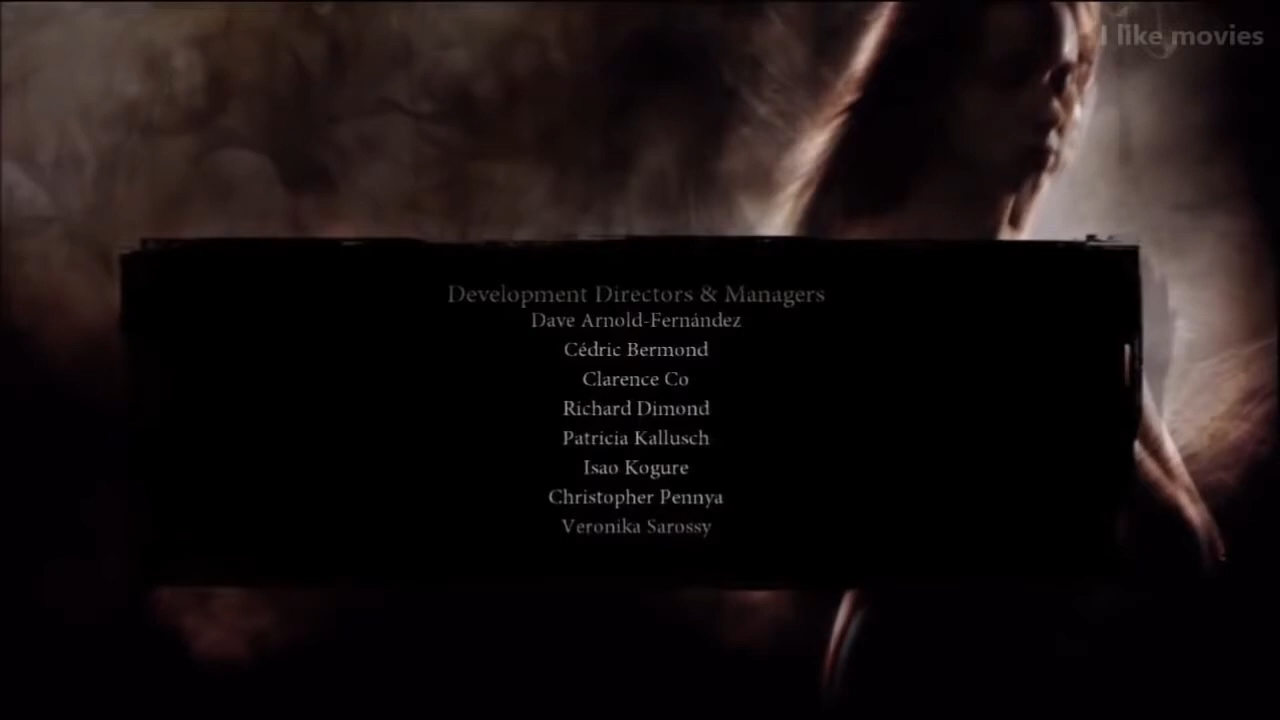 I like movies
Development Directors & Managers
Dave Arnold-Fernández
Cédric Bermond
Clarence Co
Richard Dimond
Patricia Kallusch
Isao Kogure
Christopher Pennya
Veronika Sarossy